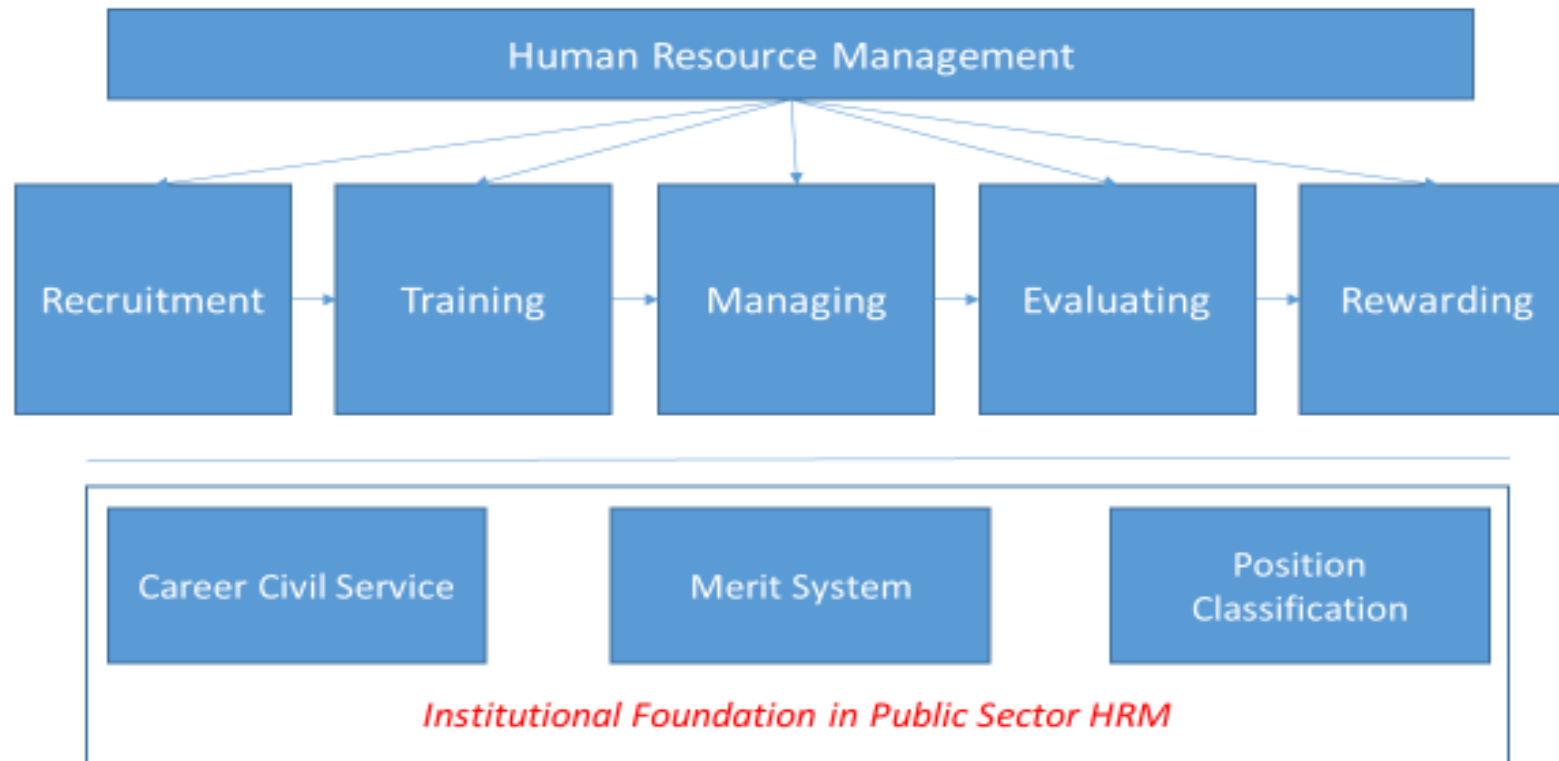 Human Resource Management
Recruitment
Training
Managing
Evaluating
Rewarding
Career Civil Service
Merit System
Position
Classification
Institutional Foundation in Public Sector HRM